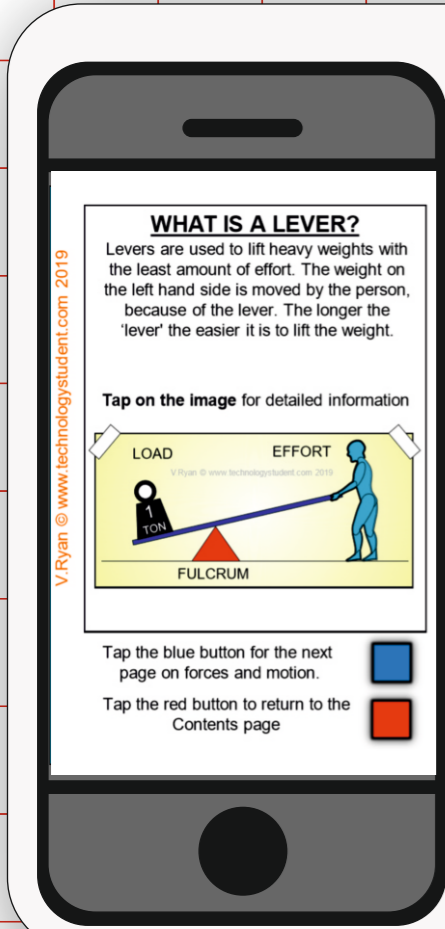 WHAT IS A LEVER?
Levers are used to lift heavy weights with
the least amount of effort. The weight on
the left hand side is moved by the person,
because of the lever. The longer the
'lever' the easier it is to lift the weight.
Tap on the image for detailed information
LOAD
EFFORT
V.Ryan © www.technologystudent.com 2019
1
TON
FULCRUM
Tap the blue button for the next
page on forces and motion.
Tap the red button to return to the
Contents page
V.Ryan © www.technologystudent.com 2019